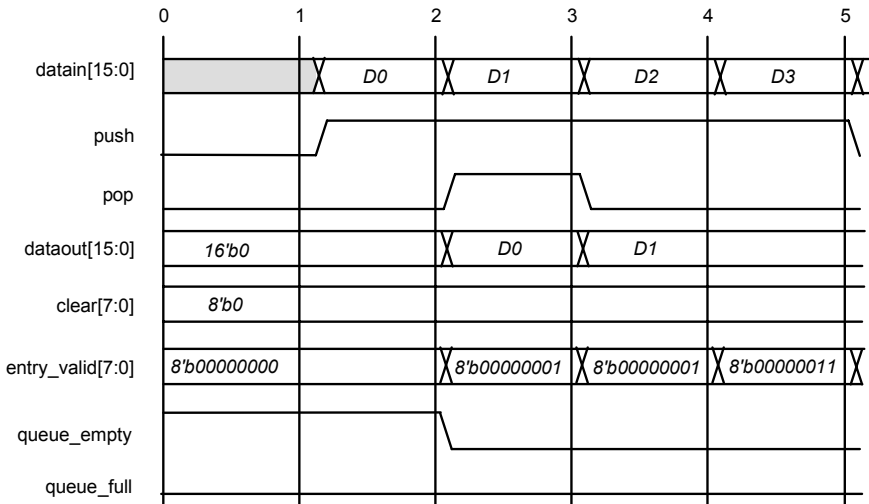 0 1 2 3 4 5
datain[15:0] D0 D1 D2 D3
push
pop
dataout[15:0] 16'b0 D0 D1
clear[7:0] 8'b0
entry_valid[7:0] 8'b00000000 8'b00000001 8'b00000001 8'b00000011
queue_empty
queue_full